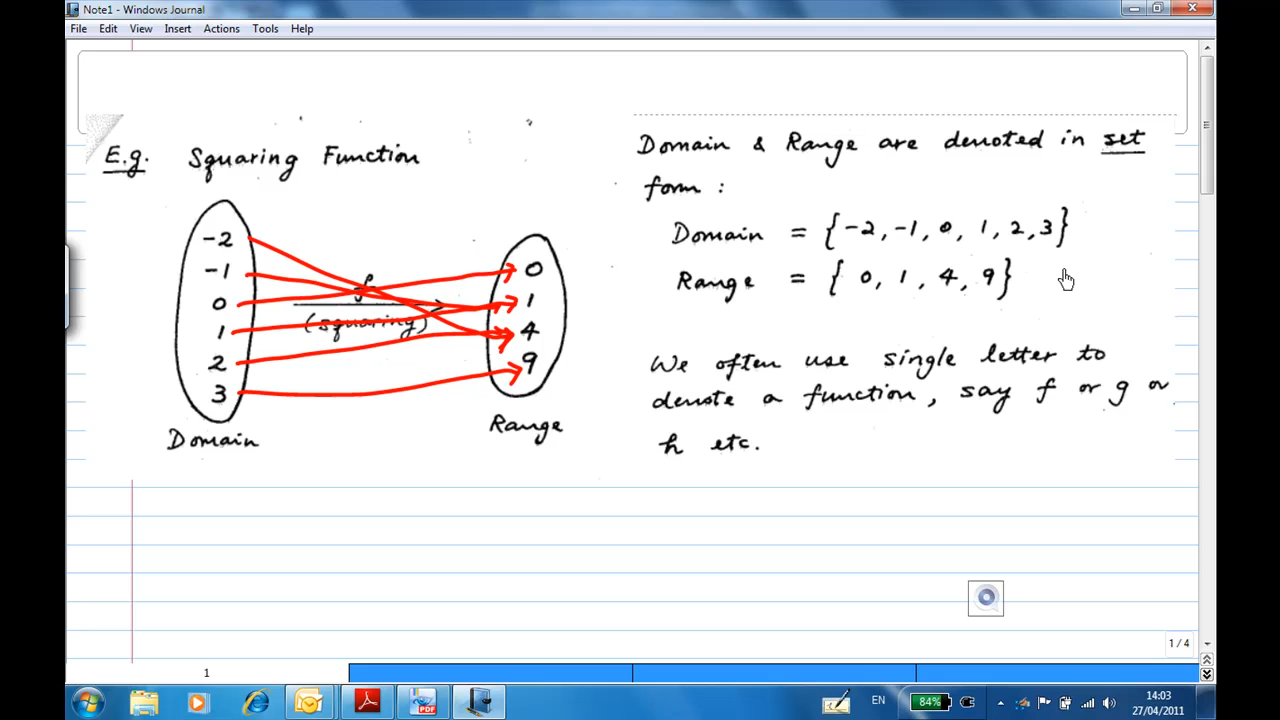 Note1 - Windows Journal
File Edit View Insert Actions Tools Help
E.g. Squaring Function
-2
-1
0
1
2
3
Domain
f
(squaring)
0
1
4
9
Range
Domain & Range are denoted in set
form :
Domain = {-2, -1, 0, 1, 2, 3}
Range = { 0, 1, 4, 9}
We often use single letter to
denote a function, say f or g or
h etc.
1 / 4
1
PDF
EN
84%
14:03
27/04/2011